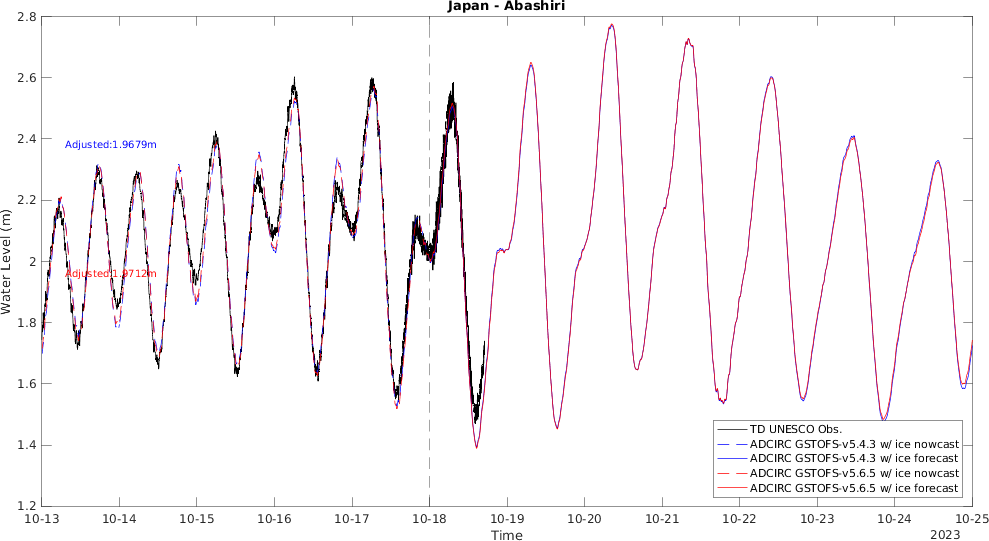 Japan - Abashiri
2.8
2.6
2.4
2.2
2
1.8
1.6
1.4
1.2
Water Level (m)
Adjusted:1.9679m
Adjusted:1.9712m
TD UNESCO Obs.
ADCIRC GSTOFS-v5.4.3 w/ ice nowcast
ADCIRC GSTOFS-v5.4.3 w/ ice forecast
ADCIRC GSTOFS-v5.6.5 w/ ice nowcast
ADCIRC GSTOFS-v5.6.5 w/ ice forecast
10-13 10-14 10-15 10-16 10-17 10-18 10-19 10-20 10-21 10-22 10-23 10-24 10-25
Time
2023